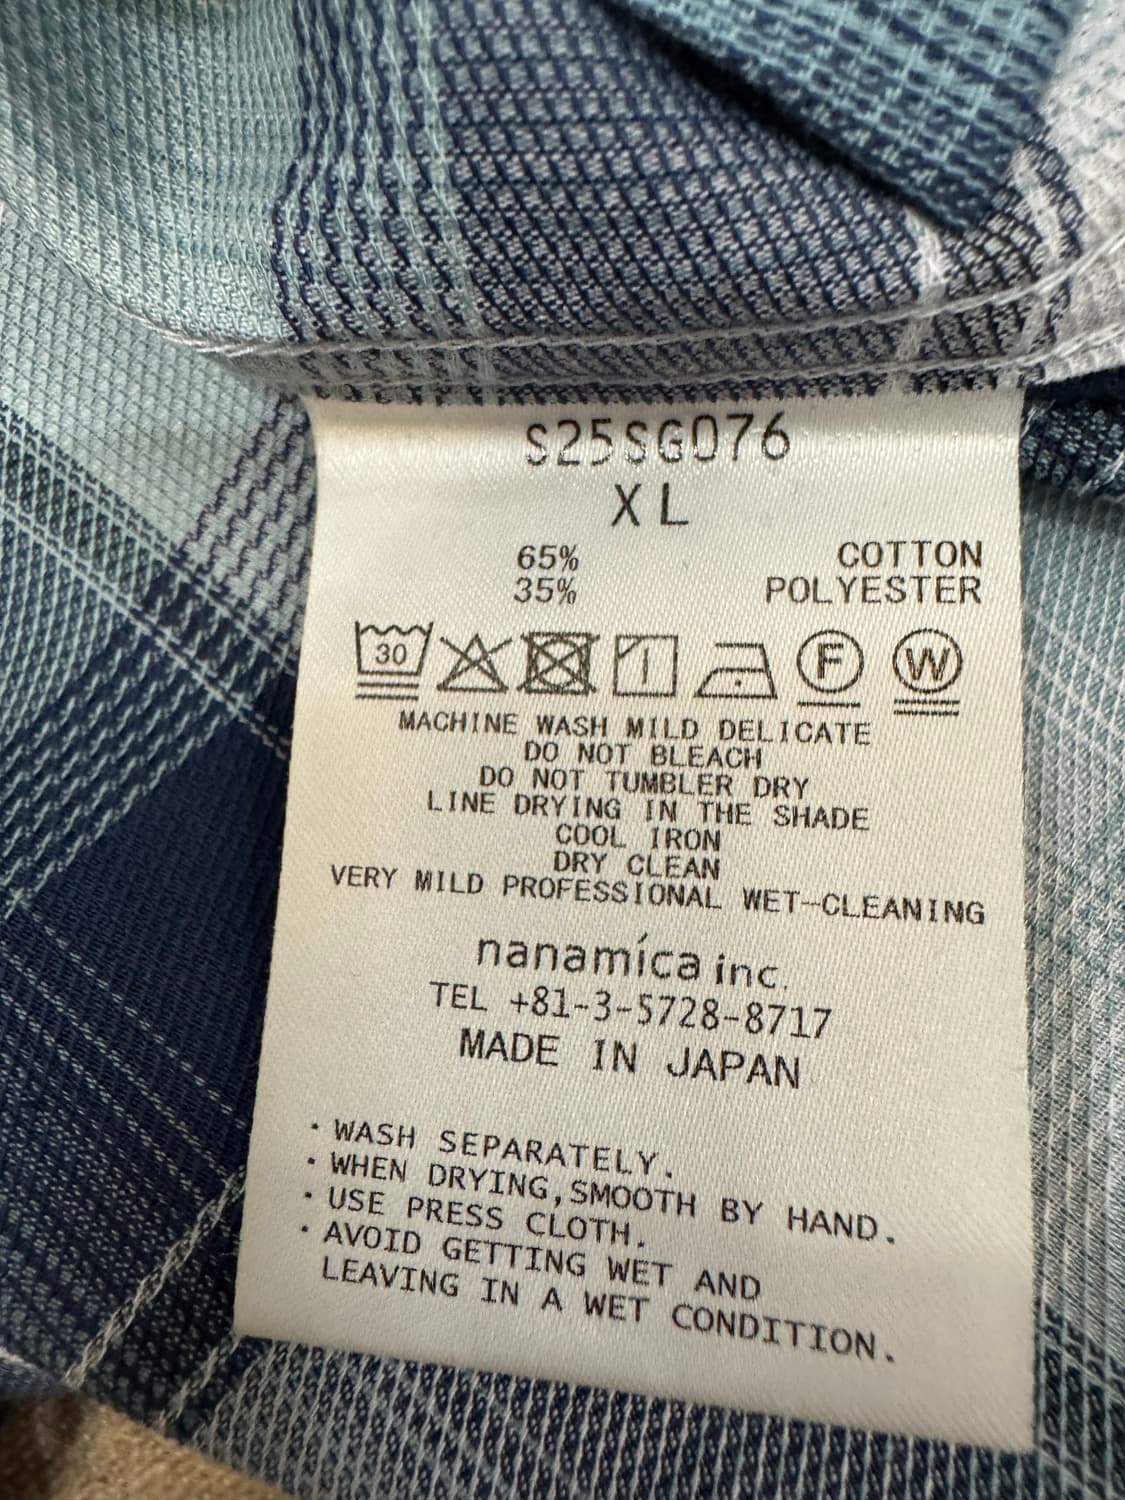 S25SG076
XL
65% COTTON
35% POLYESTER
30 F W
MACHINE WASH MILD DELICATE
DO NOT BLEACH
DO NOT TUMBLER DRY
LINE DRYING IN THE SHADE
COOL IRON
DRY CLEAN
VERY MILD PROFESSIONAL WET-CLEANING
nanamíca inc.
TEL +81-3-5728-8717
MADE IN JAPAN
・WASH SEPARATELY.
・WHEN DRYING,SMOOTH BY HAND.
・USE PRESS CLOTH.
・AVOID GETTING WET AND
LEAVING IN A WET CONDITION.